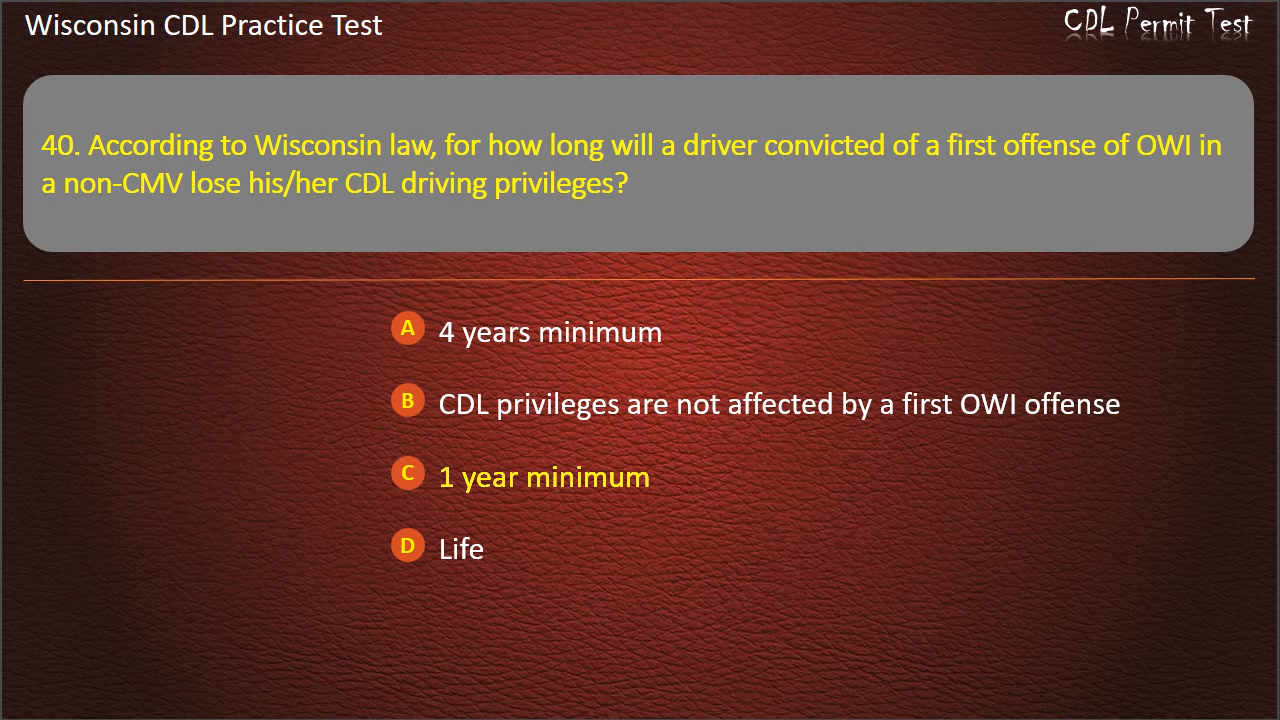 Wisconsin CDL Practice Test
CDL Permit Test
40. According to Wisconsin law, for how long will a driver convicted of a first offense of OWI in
a non-CMV lose his/her CDL driving privileges?
A 4 years minimum
B CDL privileges are not affected by a first OWI offense
C 1 year minimum
D Life